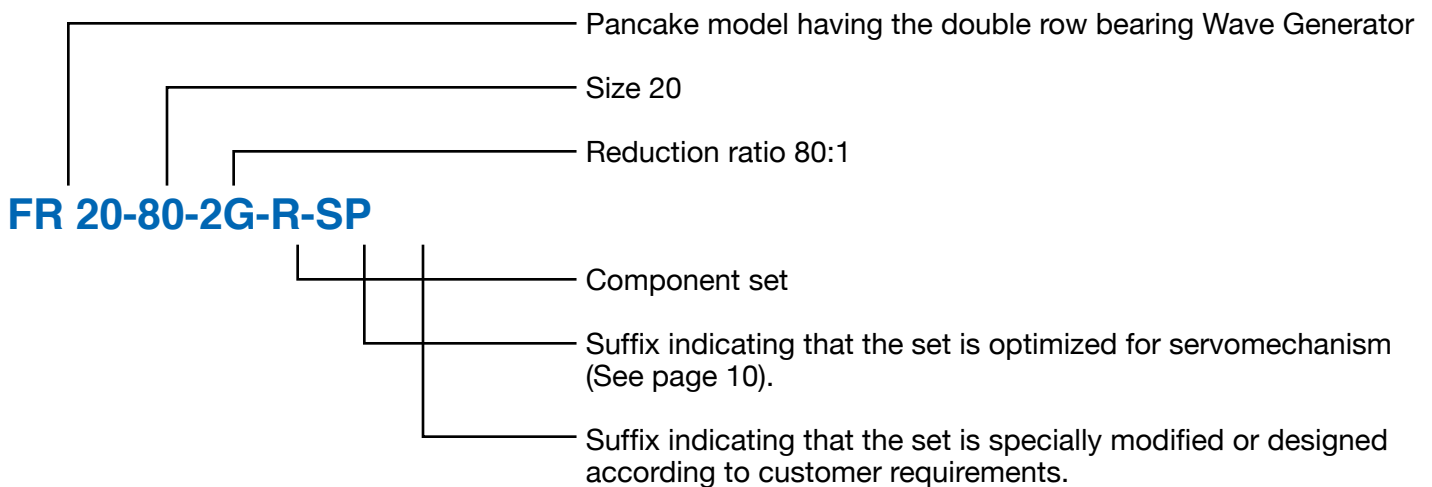 Pancake model having the double row bearing Wave Generator
Size 20
Reduction ratio 80:1
FR 20-80-2G-R-SP
Component set
Suffix indicating that the set is optimized for servomechanism
(See page 10).
Suffix indicating that the set is specially modified or designed
according to customer requirements.